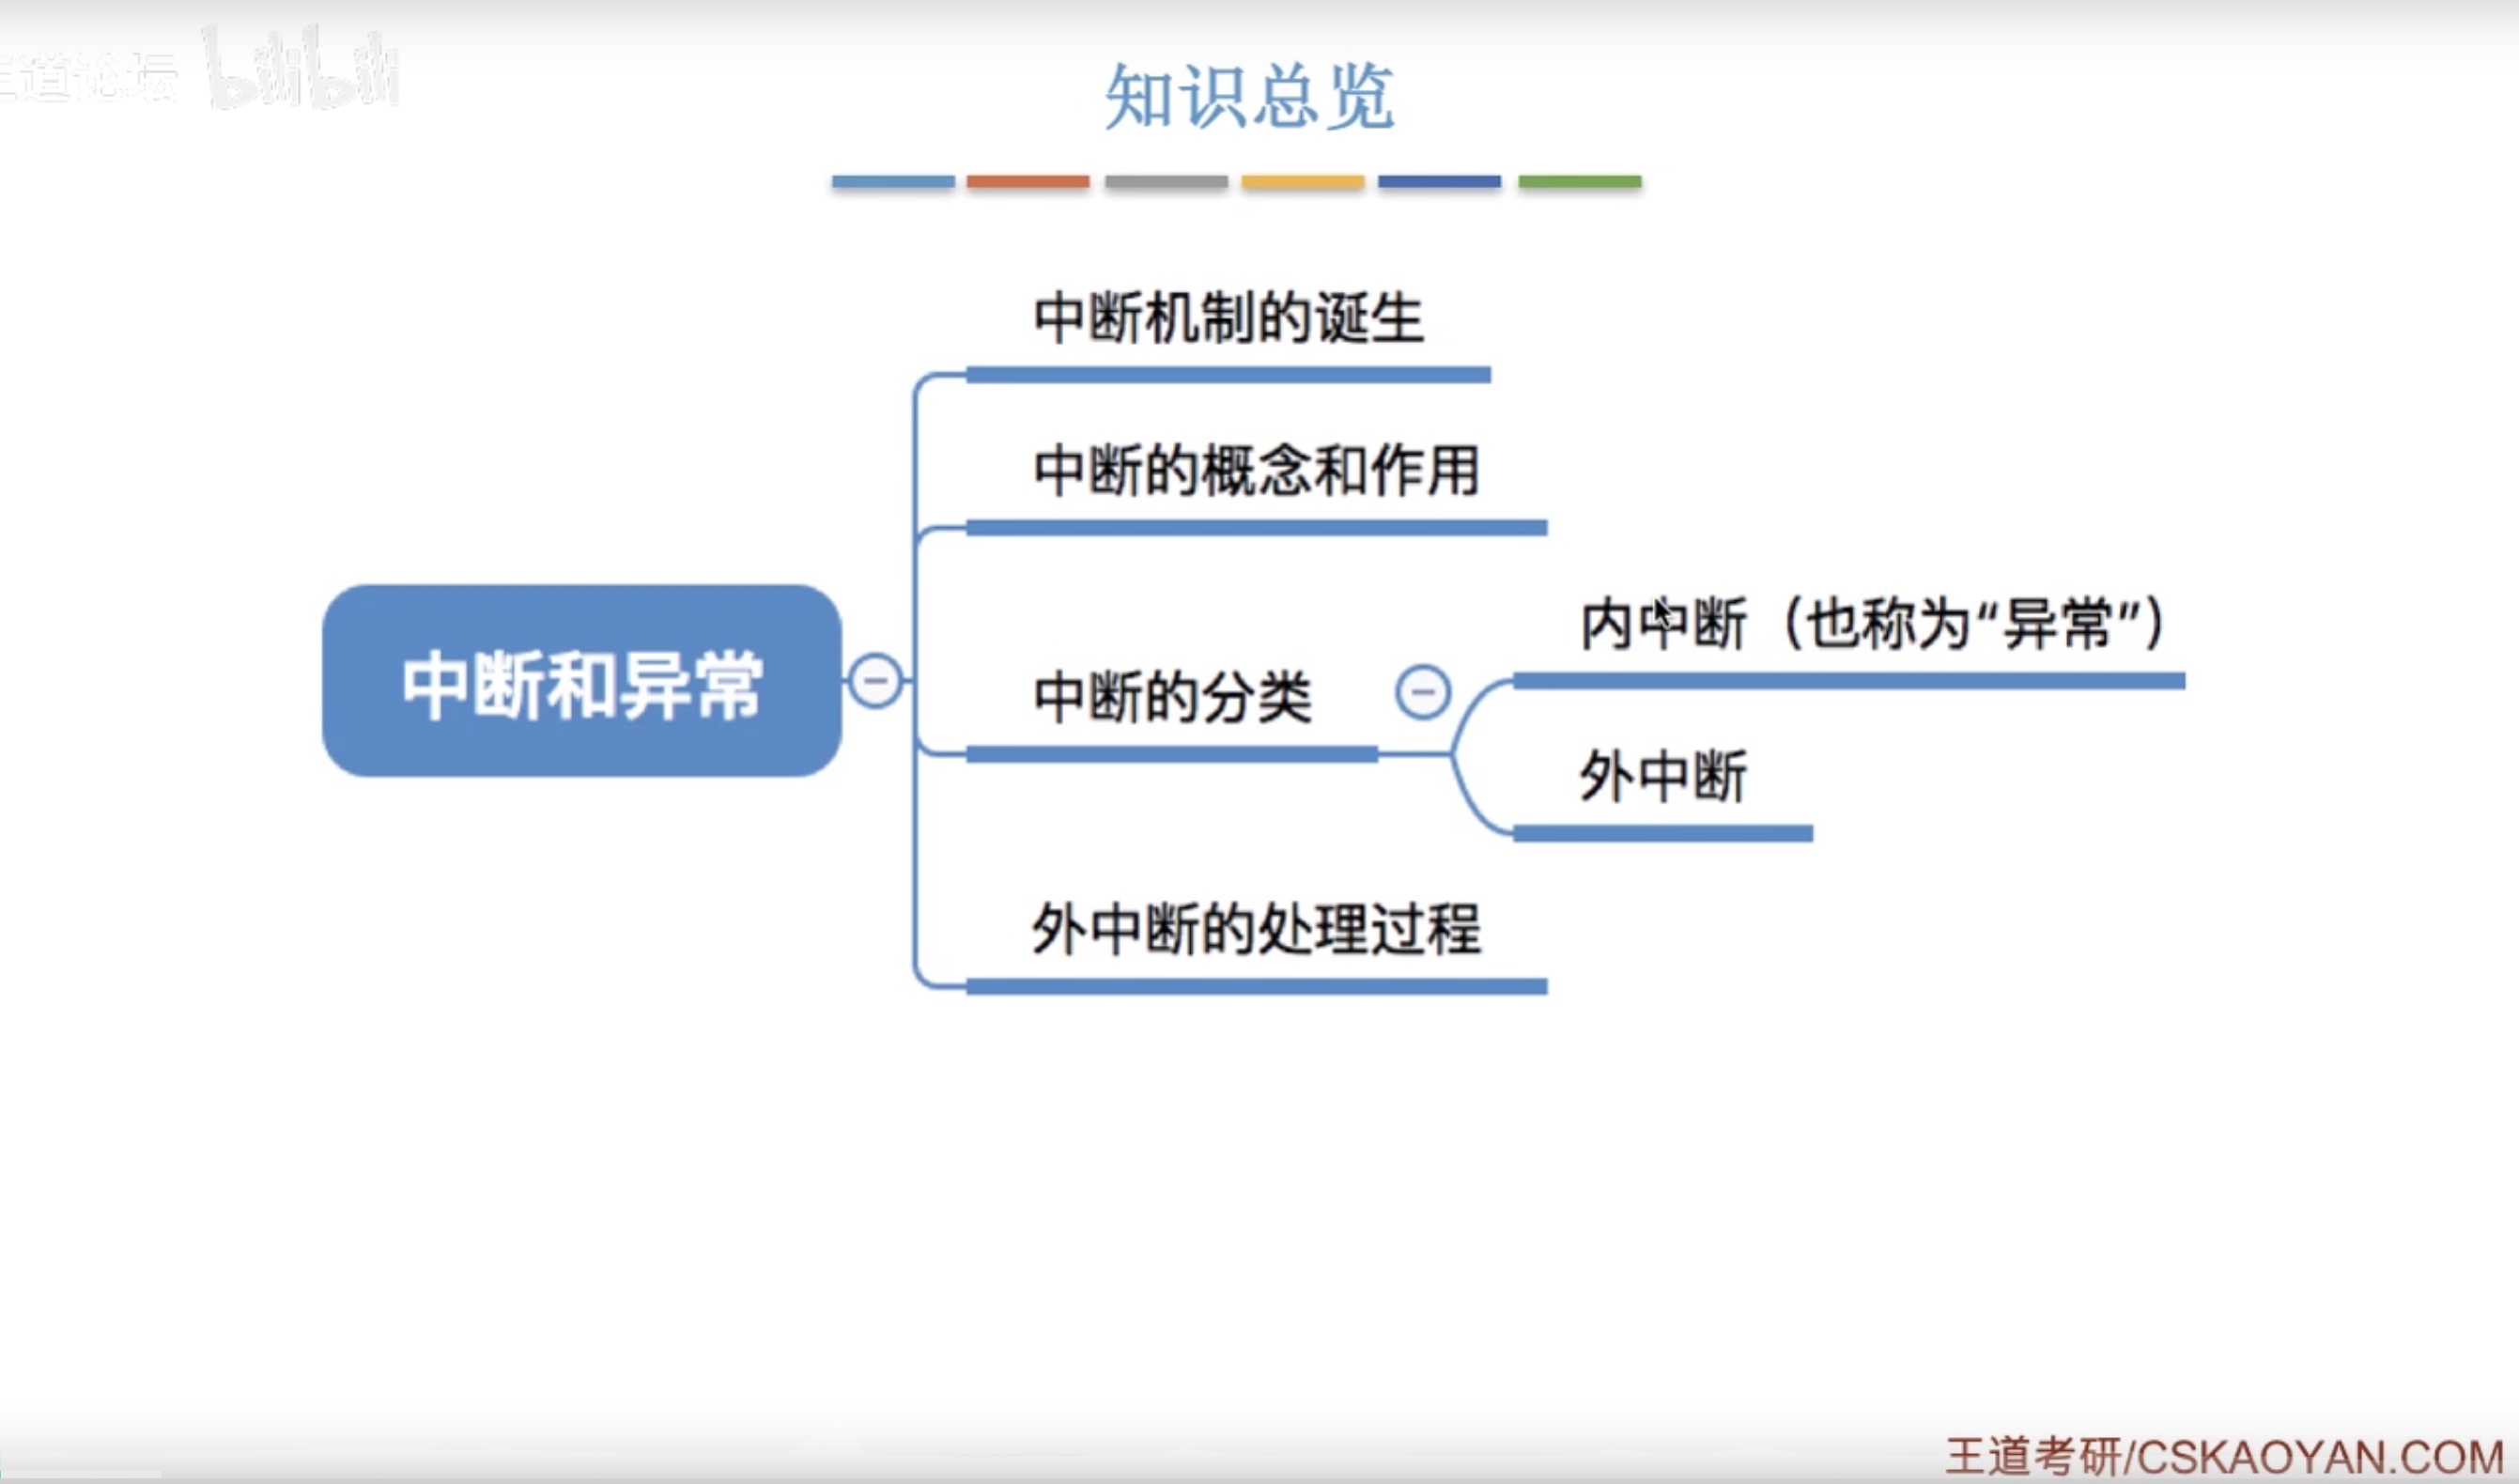 王道论坛 bilibili
知识总览
中断机制的诞生
中断的概念和作用
中断和异常
中断的分类
内中断（也称为“异常”）
外中断
外中断的处理过程
王道考研/CSKAOYAN.COM